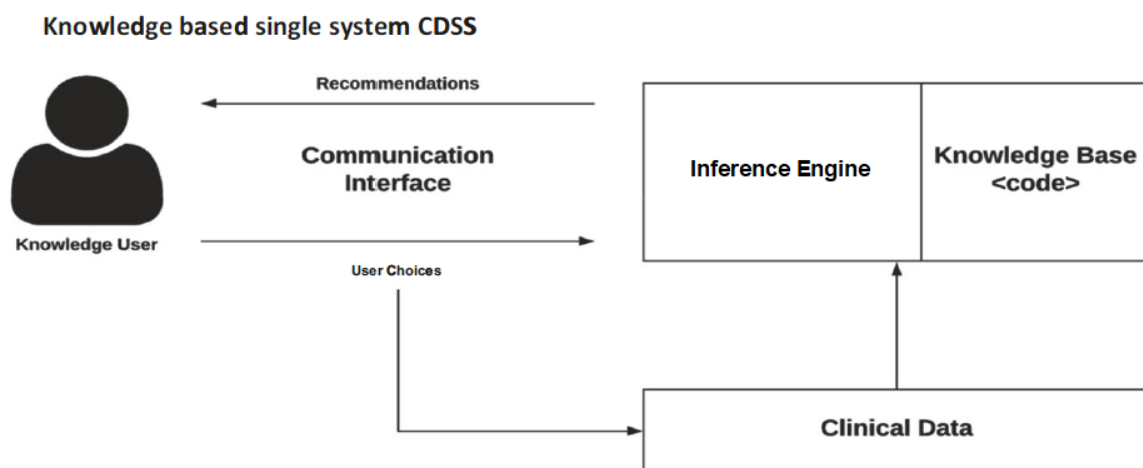 Knowledge based single system CDSS
Recommendations
Communication
Interface
Knowledge User
User Choices
Inference Engine
Knowledge Base
<code>
Clinical Data